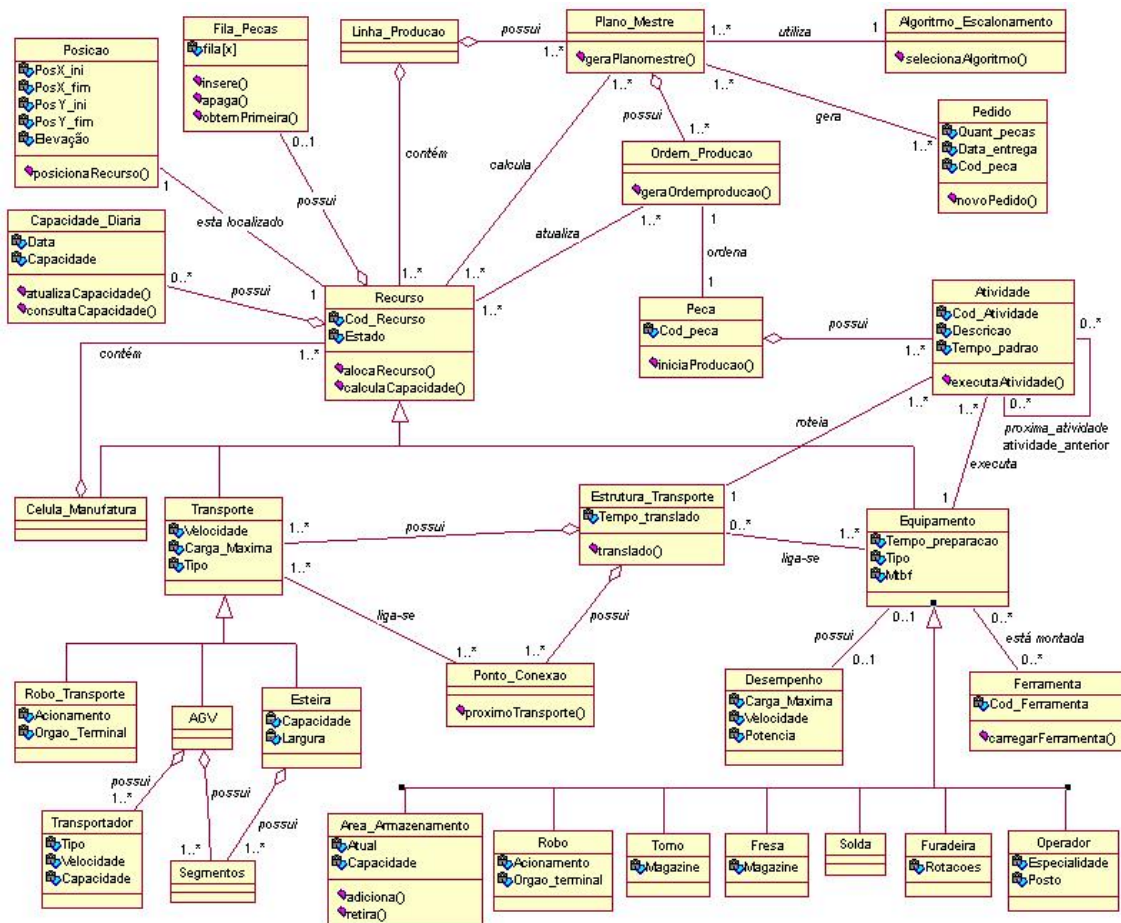 Linha_Producao
possui
1..*
Plano_Mestre
geraPlanomestre()
1..*
utiliza
1
Algoritmo_Escalonamento
selecionaAlgoritmo()
Fila_Pecas
fila[x]
insere()
apaga()
obtemPrimeira()
0..1
Posicao
PosX_ini
PosX_fim
PosY_ini
PosY_fim
Elevação
posicionaRecurso()
1
1..*
1..*
gera
1..*
Pedido
Quant_pecas
Data_entrega
Cod_peca
novoPedido()
possui
1..*
contém
calcula
possui
esta localizado
Ordem_Producao
geraOrdemproducao()
1..*
1
atualiza
ordena
Capacidade_Diaria
Data
Capacidade
atualizaCapacidade()
consultaCapacidade()
0..*
possui
1
1..*
1..*
1..*
1..*
Recurso
Cod_Recurso
Estado
alocaRecurso()
calculaCapacidade()
contém
1
Peca
Cod_peca
iniciaProducao()
possui
1..*
Atividade
Cod_Atividade
Descricao
Tempo_padrao
executaAtividade()
0..*
0..*
proxima_atividade
atividade_anterior
1..*
1..*
roteia
executa
1
1
Celula_Manufatura
Transporte
Velocidade
Carga_Maxima
Tipo
1..*
possui
1..*
Estrutura_Transporte
Tempo_translado
translado()
0..*
liga-se
1..*
Equipamento
Tempo_preparacao
Tipo
Mtbf
liga-se
possui
1..*
1..*
Ponto_Conexao
proximoTransporte()
0..1
possui
0..1
0..*
está montada
0..*
Desempenho
Carga_Maxima
Velocidade
Potencia
Ferramenta
Cod_Ferramenta
carregarFerramenta()
Robo_Transporte
Acionamento
Orgao_Terminal
AGV
Esteira
Capacidade
Largura
possui
1..*
possui
1..*
possui
1..*
Transportador
Tipo
Velocidade
Capacidade
Segmentos
Area_Armazenamento
Atual
Capacidade
adiciona()
retira()
Robo
Acionamento
Orgao_terminal
Torno
Magazine
Fresa
Magazine
Solda
Furadeira
Rotacoes
Operador
Especialidade
Posto